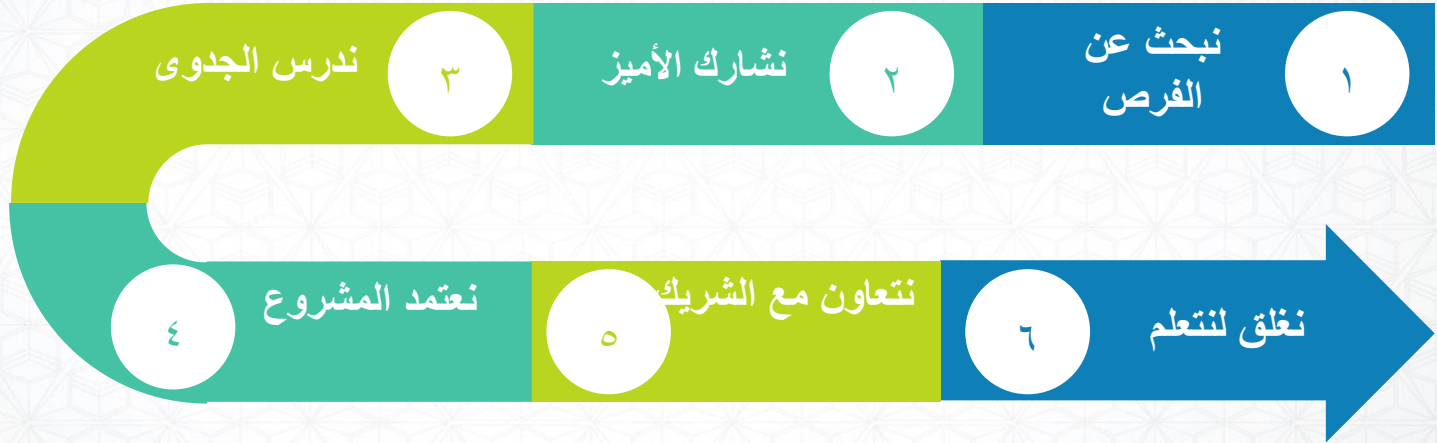 ١
نبحث عن
الفرص
٢
نشارك الأميز
٣
ندرس الجدوى
٤
نعتمد المشروع
٥
نتعاون مع الشريك
٦
نغلق لنتعلم